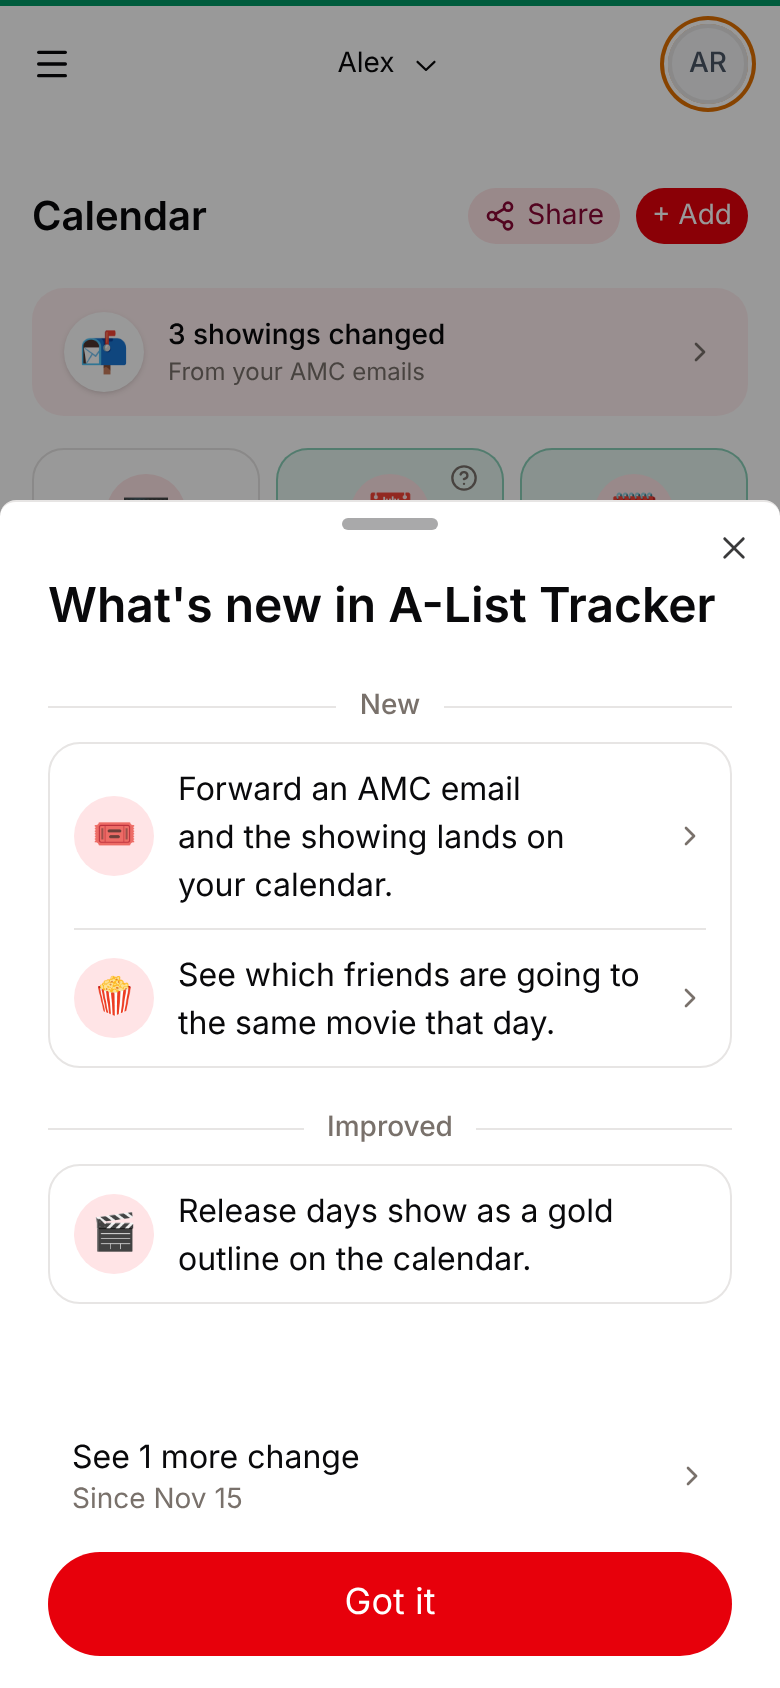 Alex
AR
Calendar
Share
+ Add
3 showings changed
From your AMC emails
What's new in A-List Tracker
New
Forward an AMC email
and the showing lands on
your calendar.
See which friends are going to
the same movie that day.
Improved
Release days show as a gold
outline on the calendar.
See 1 more change
Since Nov 15
Got it